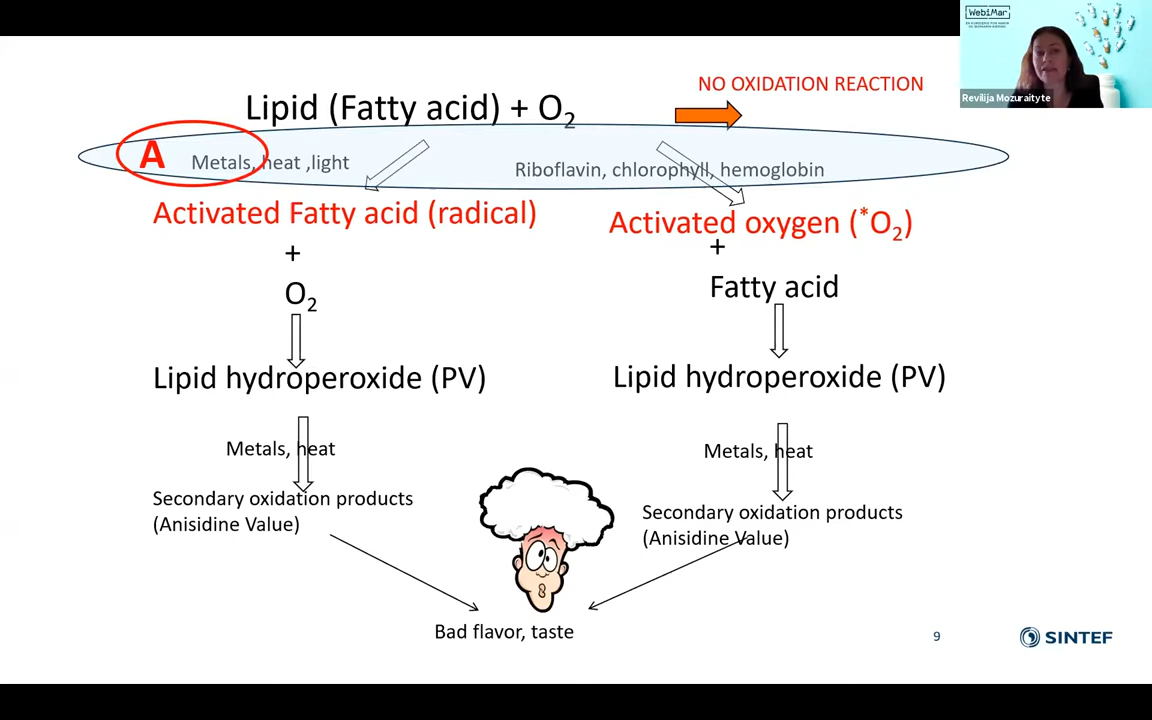 WebiMar
Revilija Mozuraityte
NO OXIDATION REACTION
Lipid (Fatty acid) + O2
A
Metals, heat ,light
Riboflavin, chlorophyll, hemoglobin
Activated Fatty acid (radical)
Activated oxygen (*O2)
+
+
O2
Fatty acid
Lipid hydroperoxide (PV)
Lipid hydroperoxide (PV)
Metals, heat
Metals, heat
Secondary oxidation products
(Anisidine Value)
Secondary oxidation products
(Anisidine Value)
Bad flavor, taste
9
SINTEF